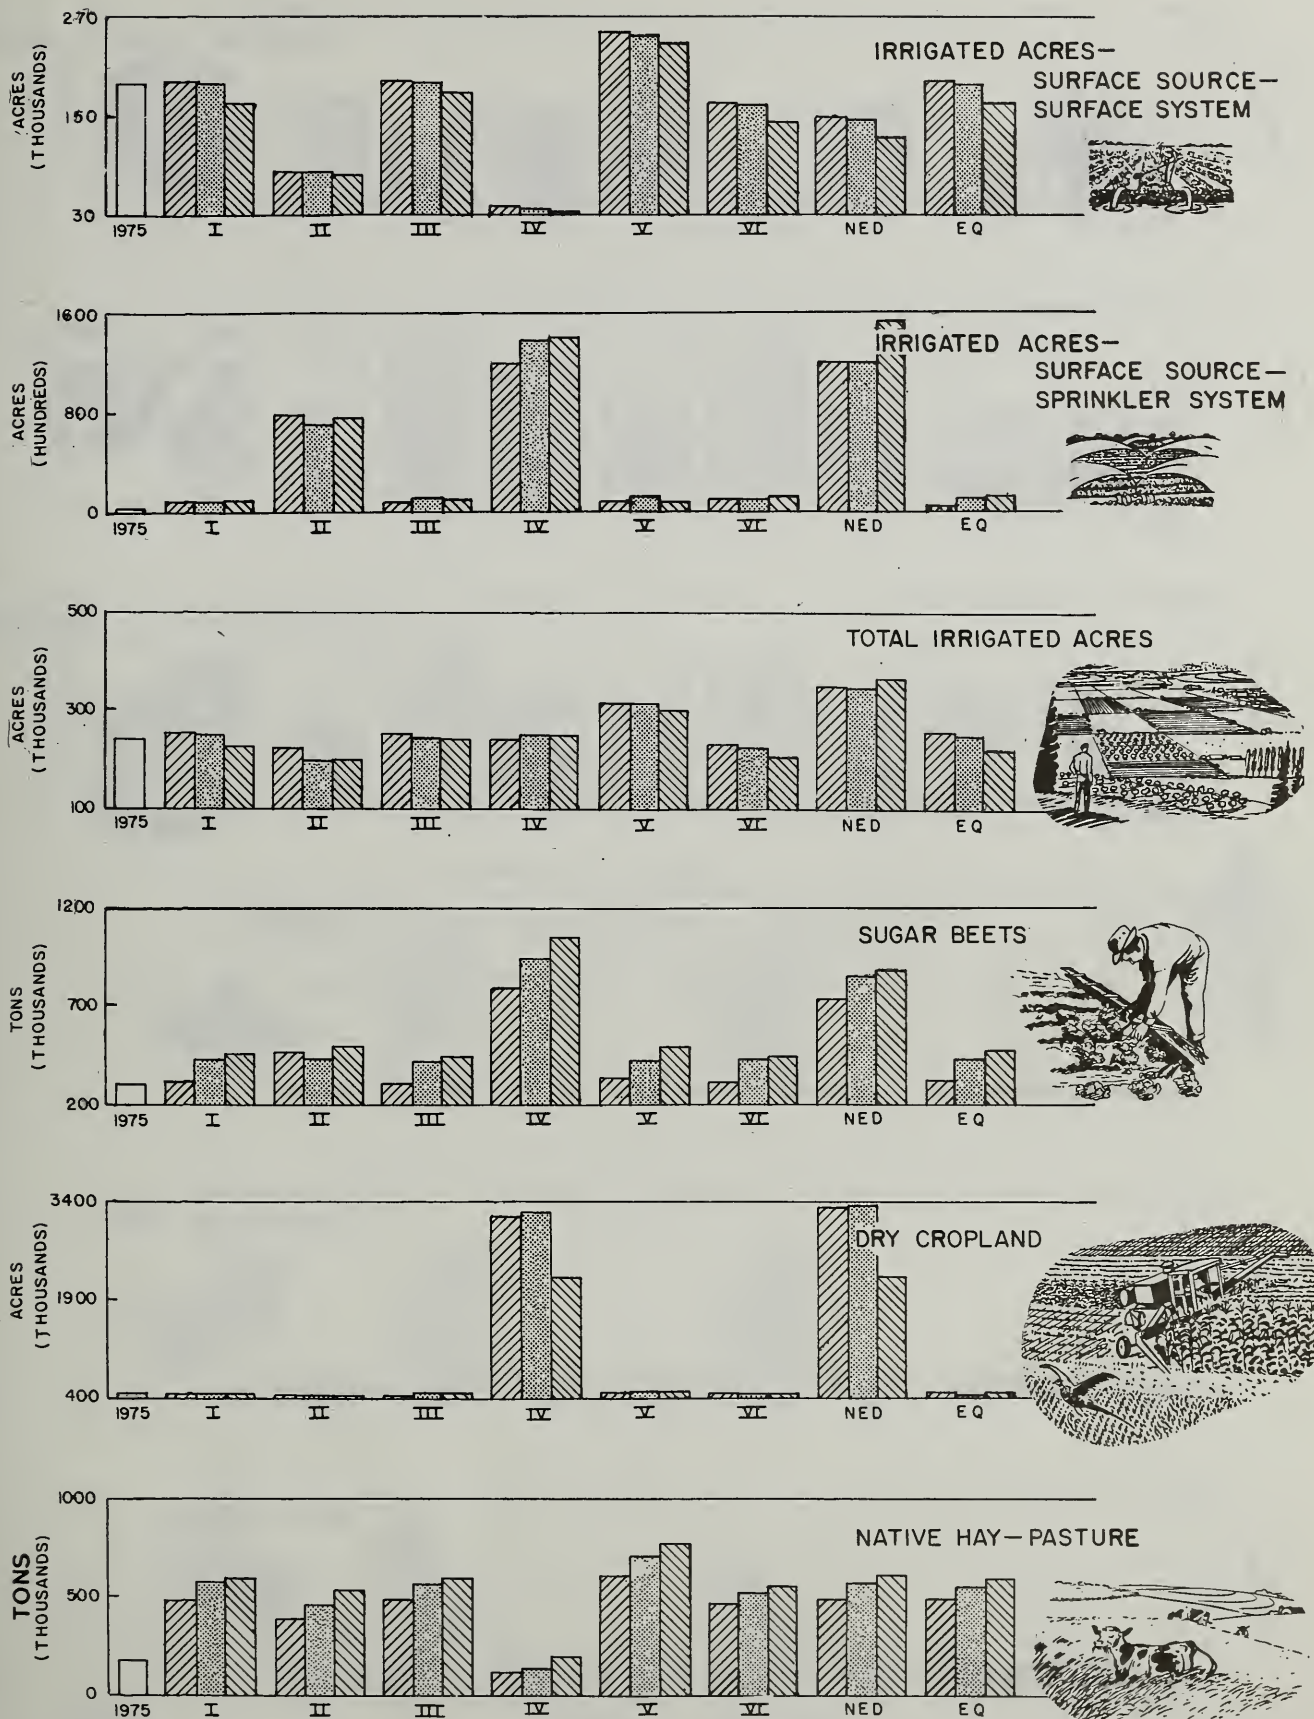 270
150
30
ACRES
(THOUSANDS)
IRRIGATED ACRES—
SURFACE SOURCE—
SURFACE SYSTEM
1975 I II III IV V VI NED EQ
1600
800
0
ACRES
(HUNDREDS)
IRRIGATED ACRES—
SURFACE SOURCE—
SPRINKLER SYSTEM
1975 I II III IV V VI NED EQ
500
300
100
ACRES
(THOUSANDS)
TOTAL IRRIGATED ACRES
1975 I II III IV V VI NED EQ
1200
700
200
TONS
(THOUSANDS)
SUGAR BEETS
1975 I II III IV V VI NED EQ
3400
1900
400
ACRES
(THOUSANDS)
DRY CROPLAND
1975 I II III IV V VI NED EQ
1000
500
0
TONS
(THOUSANDS)
NATIVE HAY—PASTURE
1975 I II III IV V VI NED EQ